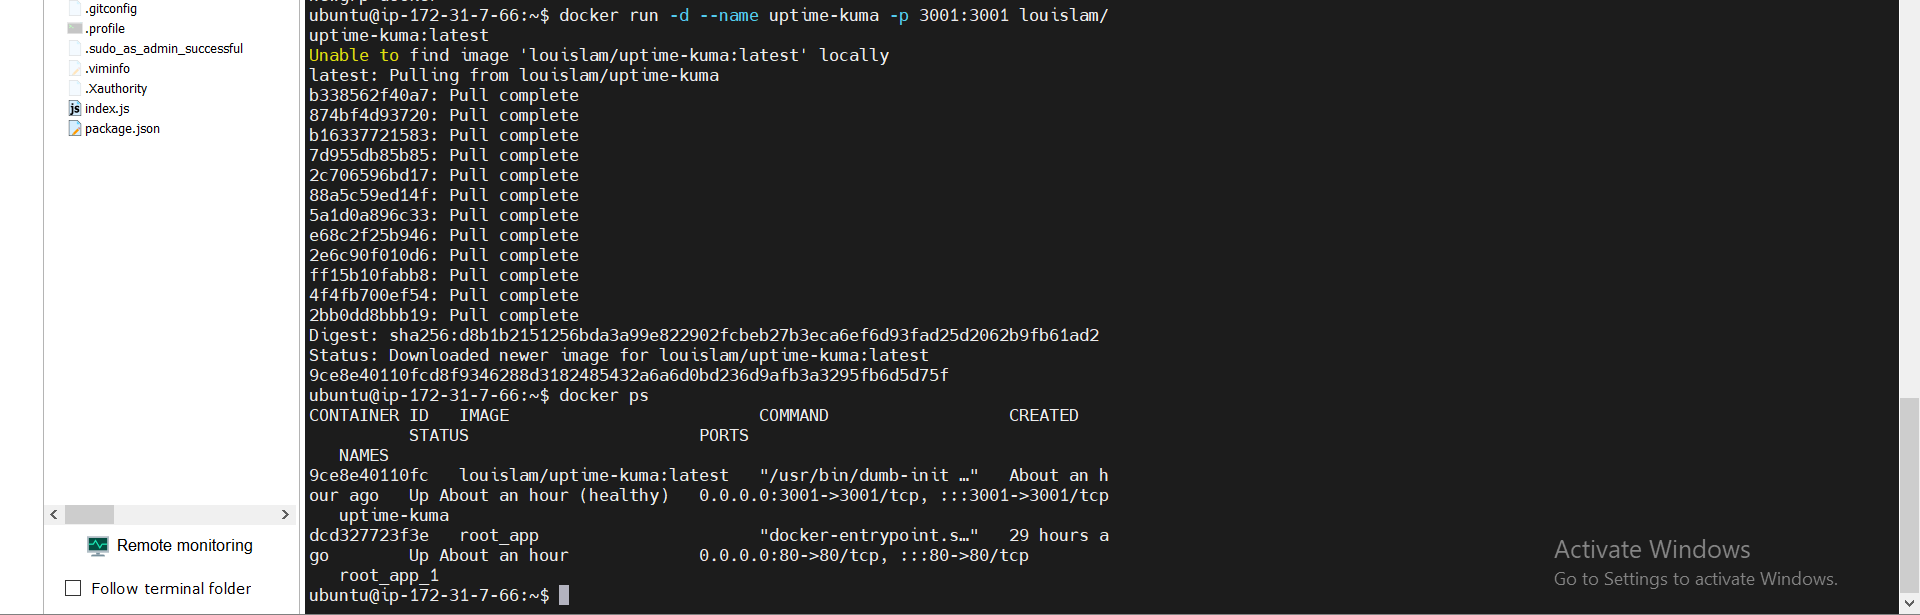 .gitconfig
.profile
.sudo_as_admin_successful
.viminfo
.Xauthority
index.js
package.json
Remote monitoring
Follow terminal folder
ubuntu@ip-172-31-7-66:~$ docker run -d --name uptime-kuma -p 3001:3001 louislam/
uptime-kuma:latest
Unable to find image 'louislam/uptime-kuma:latest' locally
latest: Pulling from louislam/uptime-kuma
b338562f40a7: Pull complete
874bf4d93720: Pull complete
b16337721583: Pull complete
7d955db85b85: Pull complete
2c706596bd17: Pull complete
88a5c59ed14f: Pull complete
5a1d0a896c33: Pull complete
e68c2f25b946: Pull complete
2e6c90f010d6: Pull complete
ff15b10fabb8: Pull complete
4f4fb700ef54: Pull complete
2bb0dd8bbb19: Pull complete
Digest: sha256:d8b1b2151256bda3a99e822902fcbeb27b3eca6ef6d93fad25d2062b9fb61ad2
Status: Downloaded newer image for louislam/uptime-kuma:latest
9ce8e40110fcd8f9346288d3182485432a6a6d0bd236d9afb3a3295fb6d5d75f
ubuntu@ip-172-31-7-66:~$ docker ps
CONTAINER ID   IMAGE                         COMMAND                  CREATED
          STATUS                       PORTS
   NAMES
9ce8e40110fc   louislam/uptime-kuma:latest   "/usr/bin/dumb-init …"   About an h
our ago   Up About an hour (healthy)   0.0.0.0:3001->3001/tcp, :::3001->3001/tcp
   uptime-kuma
dcd327723f3e   root_app                      "docker-entrypoint.s…"   29 hours a
go        Up About an hour             0.0.0.0:80->80/tcp, :::80->80/tcp
   root_app_1
ubuntu@ip-172-31-7-66:~$
Activate Windows
Go to Settings to activate Windows.